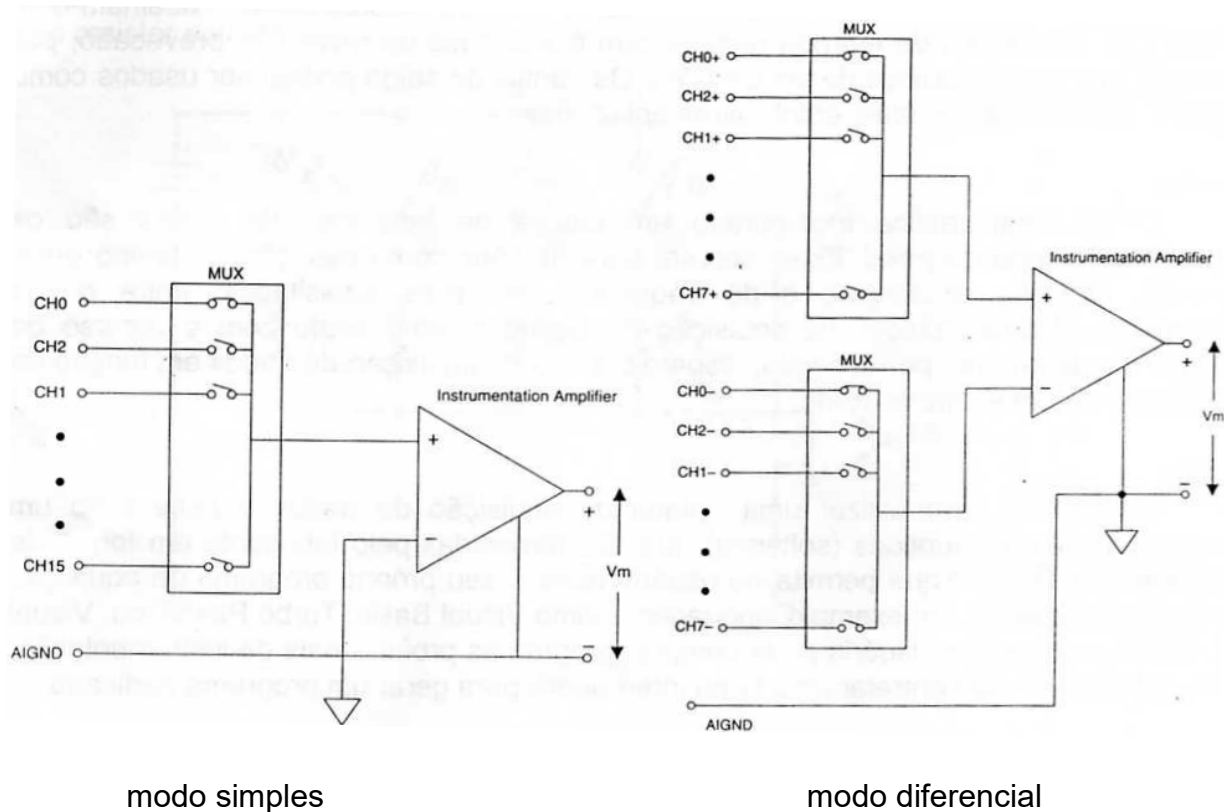 MUX
CH0
CH2
CH1
CH15
AIGND
Instrumentation Amplifier
+
+
Vm
−
MUX
CH0+
CH2+
CH1+
CH7+
MUX
CH0−
CH2−
CH1−
CH7−
AIGND
Instrumentation Amplifier
+
−
+
Vm
−
modo simples
modo diferencial